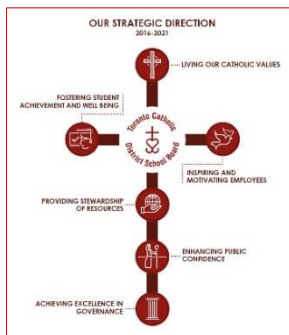 OUR STRATEGIC DIRECTION
2016-2021
LIVING OUR CATHOLIC VALUES
FOSTERING STUDENT
ACHIEVEMENT AND WELL BEING
Toronto Catholic
District School Board
INSPIRING AND
MOTIVATING EMPLOYEES
PROVIDING STEWARDSHIP
OF RESOURCES
ENHANCING PUBLIC
CONFIDENCE
ACHIEVING EXCELLENCE IN
GOVERNANCE